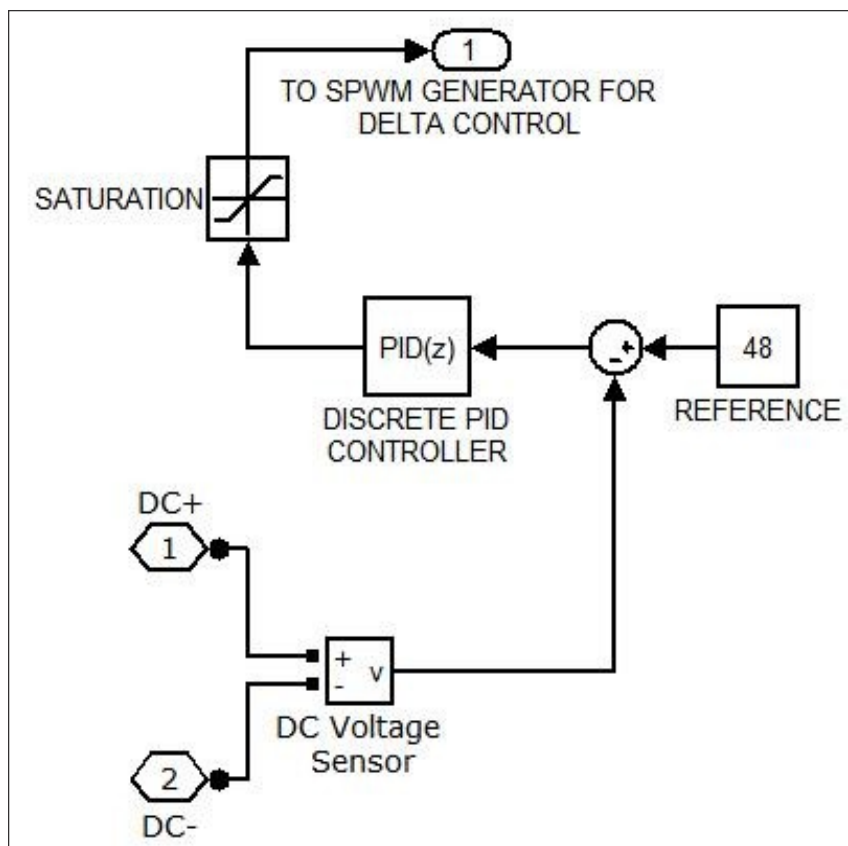 1
TO SPWM GENERATOR FOR
DELTA CONTROL
SATURATION
PID(z)
DISCRETE PID
CONTROLLER
- +
48
REFERENCE
DC+
1
+
-
v
DC Voltage
Sensor
2
DC-